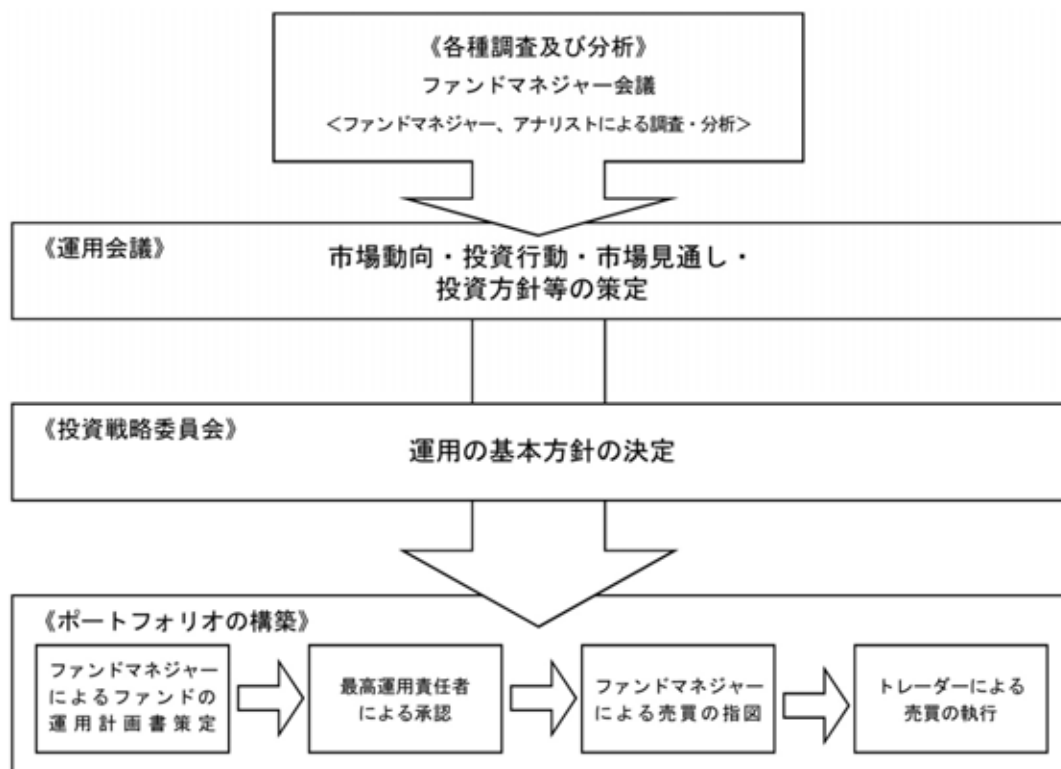 《各種調査及び分析》
ファンドマネジャー会議
<ファンドマネジャー、アナリストによる調査・分析>
《運用会議》
市場動向・投資行動・市場見通し・
投資方針等の策定
《投資戦略委員会》
運用の基本方針の決定
《ポートフォリオの構築》
ファンドマネジャー
によるファンドの
運用計画書策定
最高運用責任者
による承認
ファンドマネジャー
による売買の指図
トレーダーによる
売買の執行